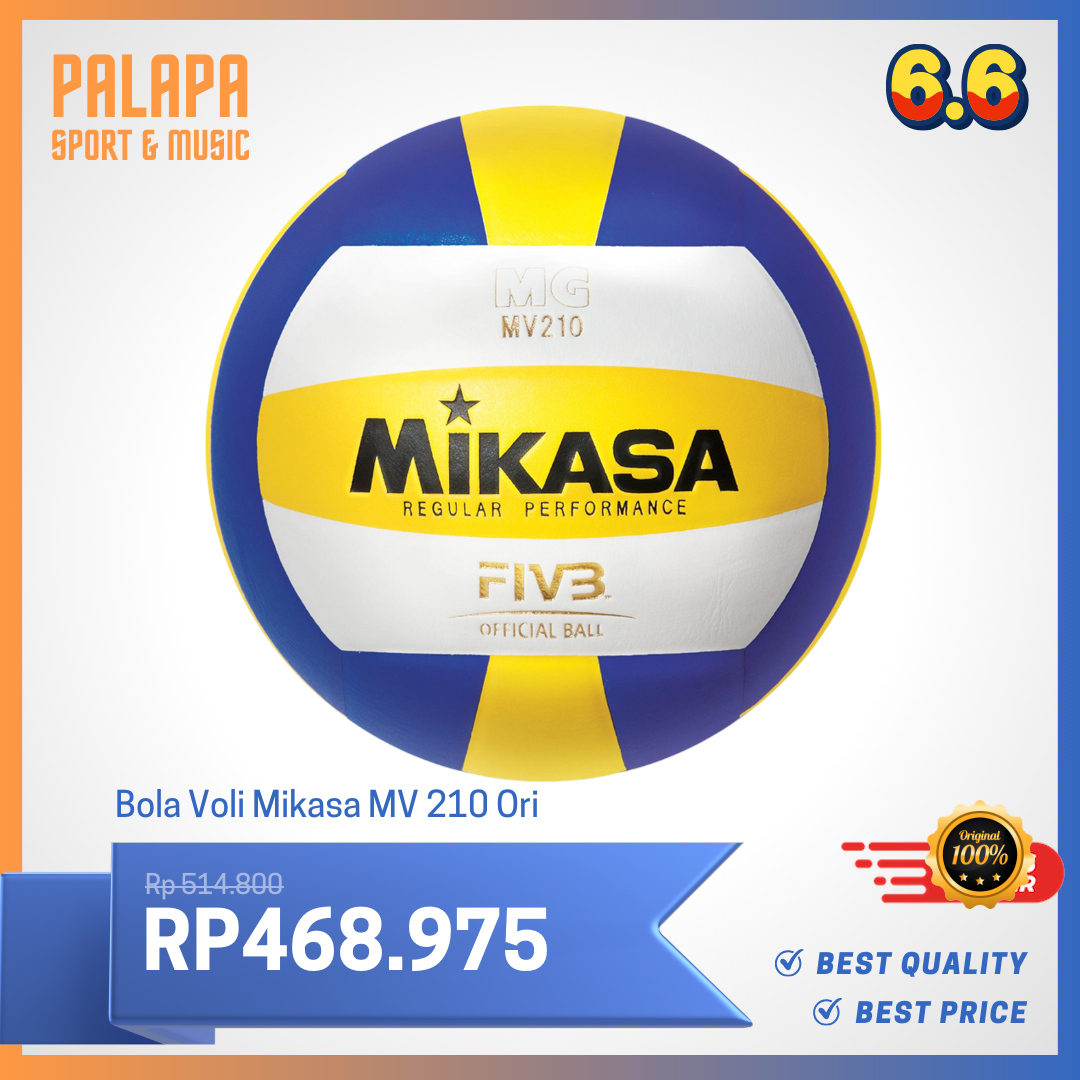 PALAPA
SPORT & MUSIC
6.6
MG
MV210
MiKASA
REGULAR PERFORMANCE
FIVB
OFFICIAL BALL
Bola Voli Mikasa MV 210 Ori
Rp 514.800
RP468.975
Original
100%
BEST QUALITY
BEST PRICE